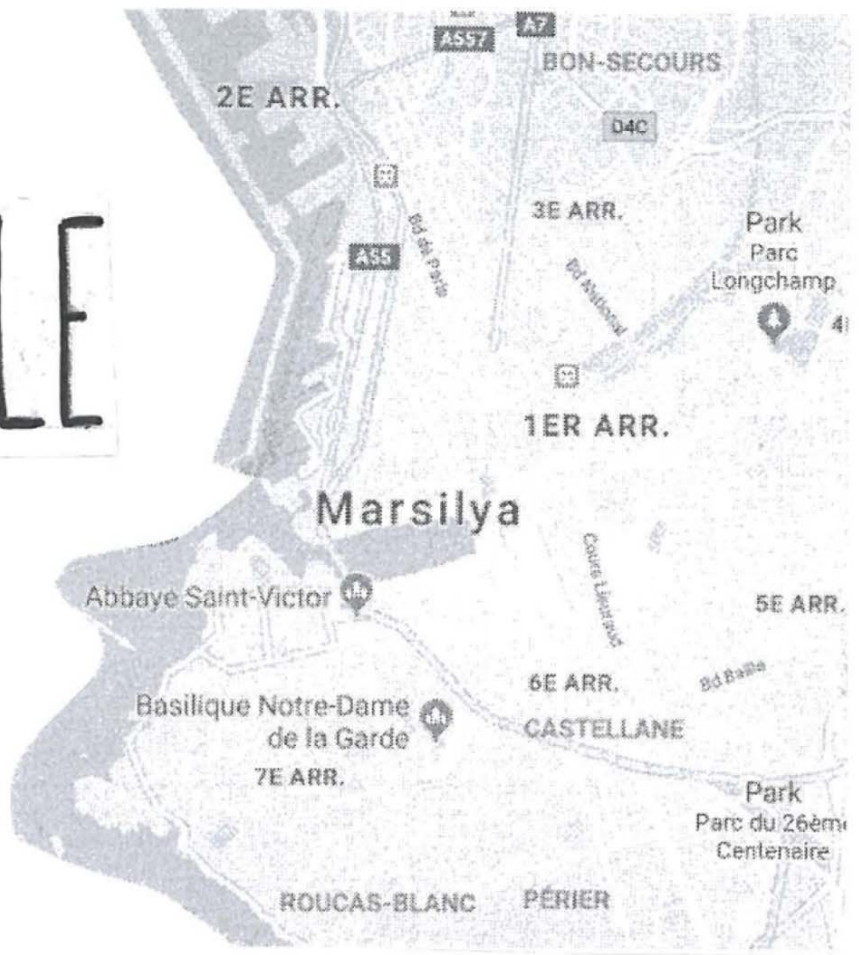 A557
A7
BON-SECOURS
2E ARR.
D4C
3E ARR.
Bd de Paris
Park
Parc
Longchamp
A55
Bd National
LE
1ER ARR.
Marsilya
Cours Lieutaud
Abbaye Saint-Victor
5E ARR.
Bd Baille
6E ARR.
Basilique Notre-Dame
de la Garde
CASTELLANE
7E ARR.
Park
Parc du 26ème
Centenaire
ROUCAS-BLANC
PÉRIER